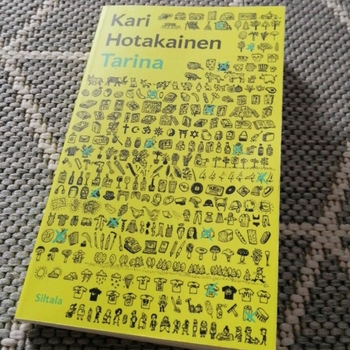 Kari
Hotakainen
Tarina
Siltala